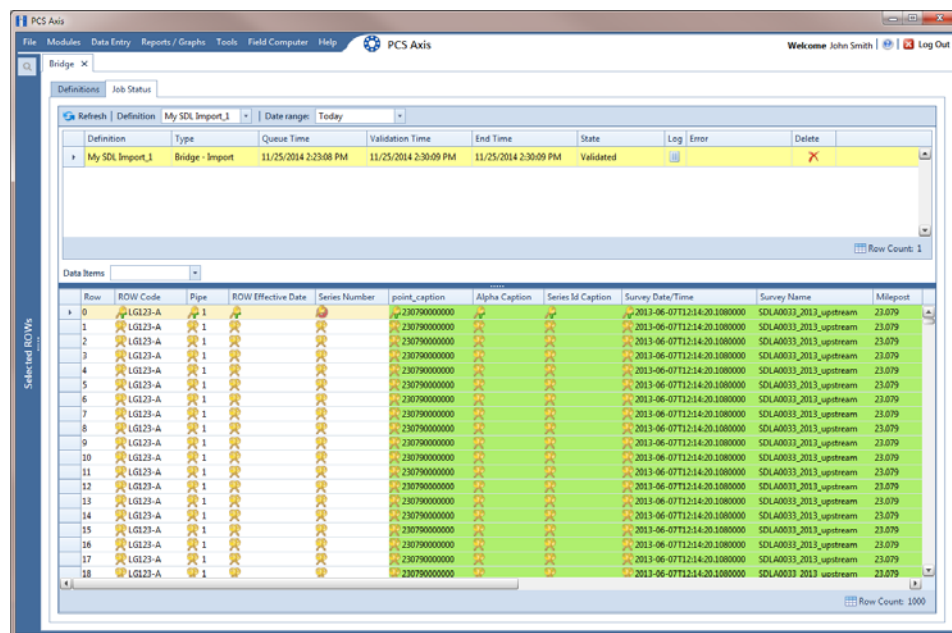 PCS Axis
File Modules Data Entry Reports / Graphs Tools Field Computer Help PCS Axis Welcome John Smith | Log Out
Bridge
Definitions Job Status
Refresh | Definition My SDL Import_1 | Date range: Today
Definition Type Queue Time Validation Time End Time State Log Error Delete
My SDL Import_1 Bridge - Import 11/25/2014 2:23:08 PM 11/25/2014 2:30:09 PM 11/25/2014 2:30:09 PM Validated
Row Count: 1
Data Items
Selected ROWs
Row ROW Code Pipe ROW Effective Date Series Number point_caption Alpha Caption Series Id Caption Survey Date/Time Survey Name Milepost
0 LG123-A 1 230790000000 2013-06-07T12:14:20.1080000 SDLA0033_2013_upstream 23.079
1 LG123-A 1 230790000000 2013-06-07T12:14:20.1080000 SDLA0033_2013_upstream 23.079
2 LG123-A 1 230790000000 2013-06-07T12:14:20.1080000 SDLA0033_2013_upstream 23.079
3 LG123-A 1 230790000000 2013-06-07T12:14:20.1080000 SDLA0033_2013_upstream 23.079
4 LG123-A 1 230790000000 2013-06-07T12:14:20.1080000 SDLA0033_2013_upstream 23.079
5 LG123-A 1 230790000000 2013-06-07T12:14:20.1080000 SDLA0033_2013_upstream 23.079
6 LG123-A 1 230790000000 2013-06-07T12:14:20.1080000 SDLA0033_2013_upstream 23.079
7 LG123-A 1 230790000000 2013-06-07T12:14:20.1080000 SDLA0033_2013_upstream 23.079
8 LG123-A 1 230790000000 2013-06-07T12:14:20.1080000 SDLA0033_2013_upstream 23.079
9 LG123-A 1 230790000000 2013-06-07T12:14:20.1080000 SDLA0033_2013_upstream 23.079
10 LG123-A 1 230790000000 2013-06-07T12:14:20.1080000 SDLA0033_2013_upstream 23.079
11 LG123-A 1 230790000000 2013-06-07T12:14:20.1080000 SDLA0033_2013_upstream 23.079
12 LG123-A 1 230790000000 2013-06-07T12:14:20.1080000 SDLA0033_2013_upstream 23.079
13 LG123-A 1 230790000000 2013-06-07T12:14:20.1080000 SDLA0033_2013_upstream 23.079
14 LG123-A 1 230790000000 2013-06-07T12:14:20.1080000 SDLA0033_2013_upstream 23.079
15 LG123-A 1 230790000000 2013-06-07T12:14:20.1080000 SDLA0033_2013_upstream 23.079
16 LG123-A 1 230790000000 2013-06-07T12:14:20.1080000 SDLA0033_2013_upstream 23.079
17 LG123-A 1 230790000000 2013-06-07T12:14:20.1080000 SDLA0033_2013_upstream 23.079
18 LG123-A 1 230790000000 2013-06-07T12:14:20.1080000 SDLA0033_2013_upstream 23.079
Row Count: 1000